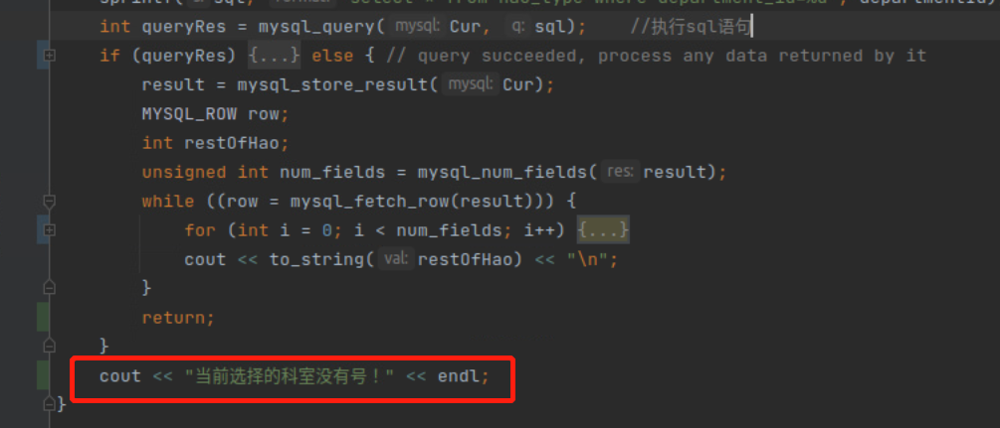 int queryRes = mysql_query( mysql: Cur, q: sql); //执行sql语句
if (queryRes) {...} else { // query succeeded, process any data returned by it
result = mysql_store_result( mysql: Cur);
MYSQL_ROW row;
int restOfHao;
unsigned int num_fields = mysql_num_fields( res: result);
while ((row = mysql_fetch_row(result))) {
for (int i = 0; i < num_fields; i++) {...}
cout << to_string( val: restOfHao) << "\n";
}
return;
}
cout << "当前选择的科室没有号！" << endl;
}